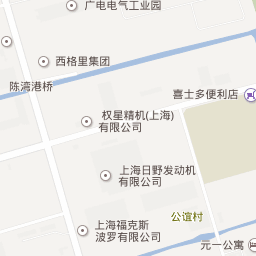 广电电气工业园
西格里集团
陈湾港桥
喜士多便利店
权星精机(上海)
有限公司
上海日野发动机
有限公司
公谊村
上海福克斯
波罗有限公司
元一公寓